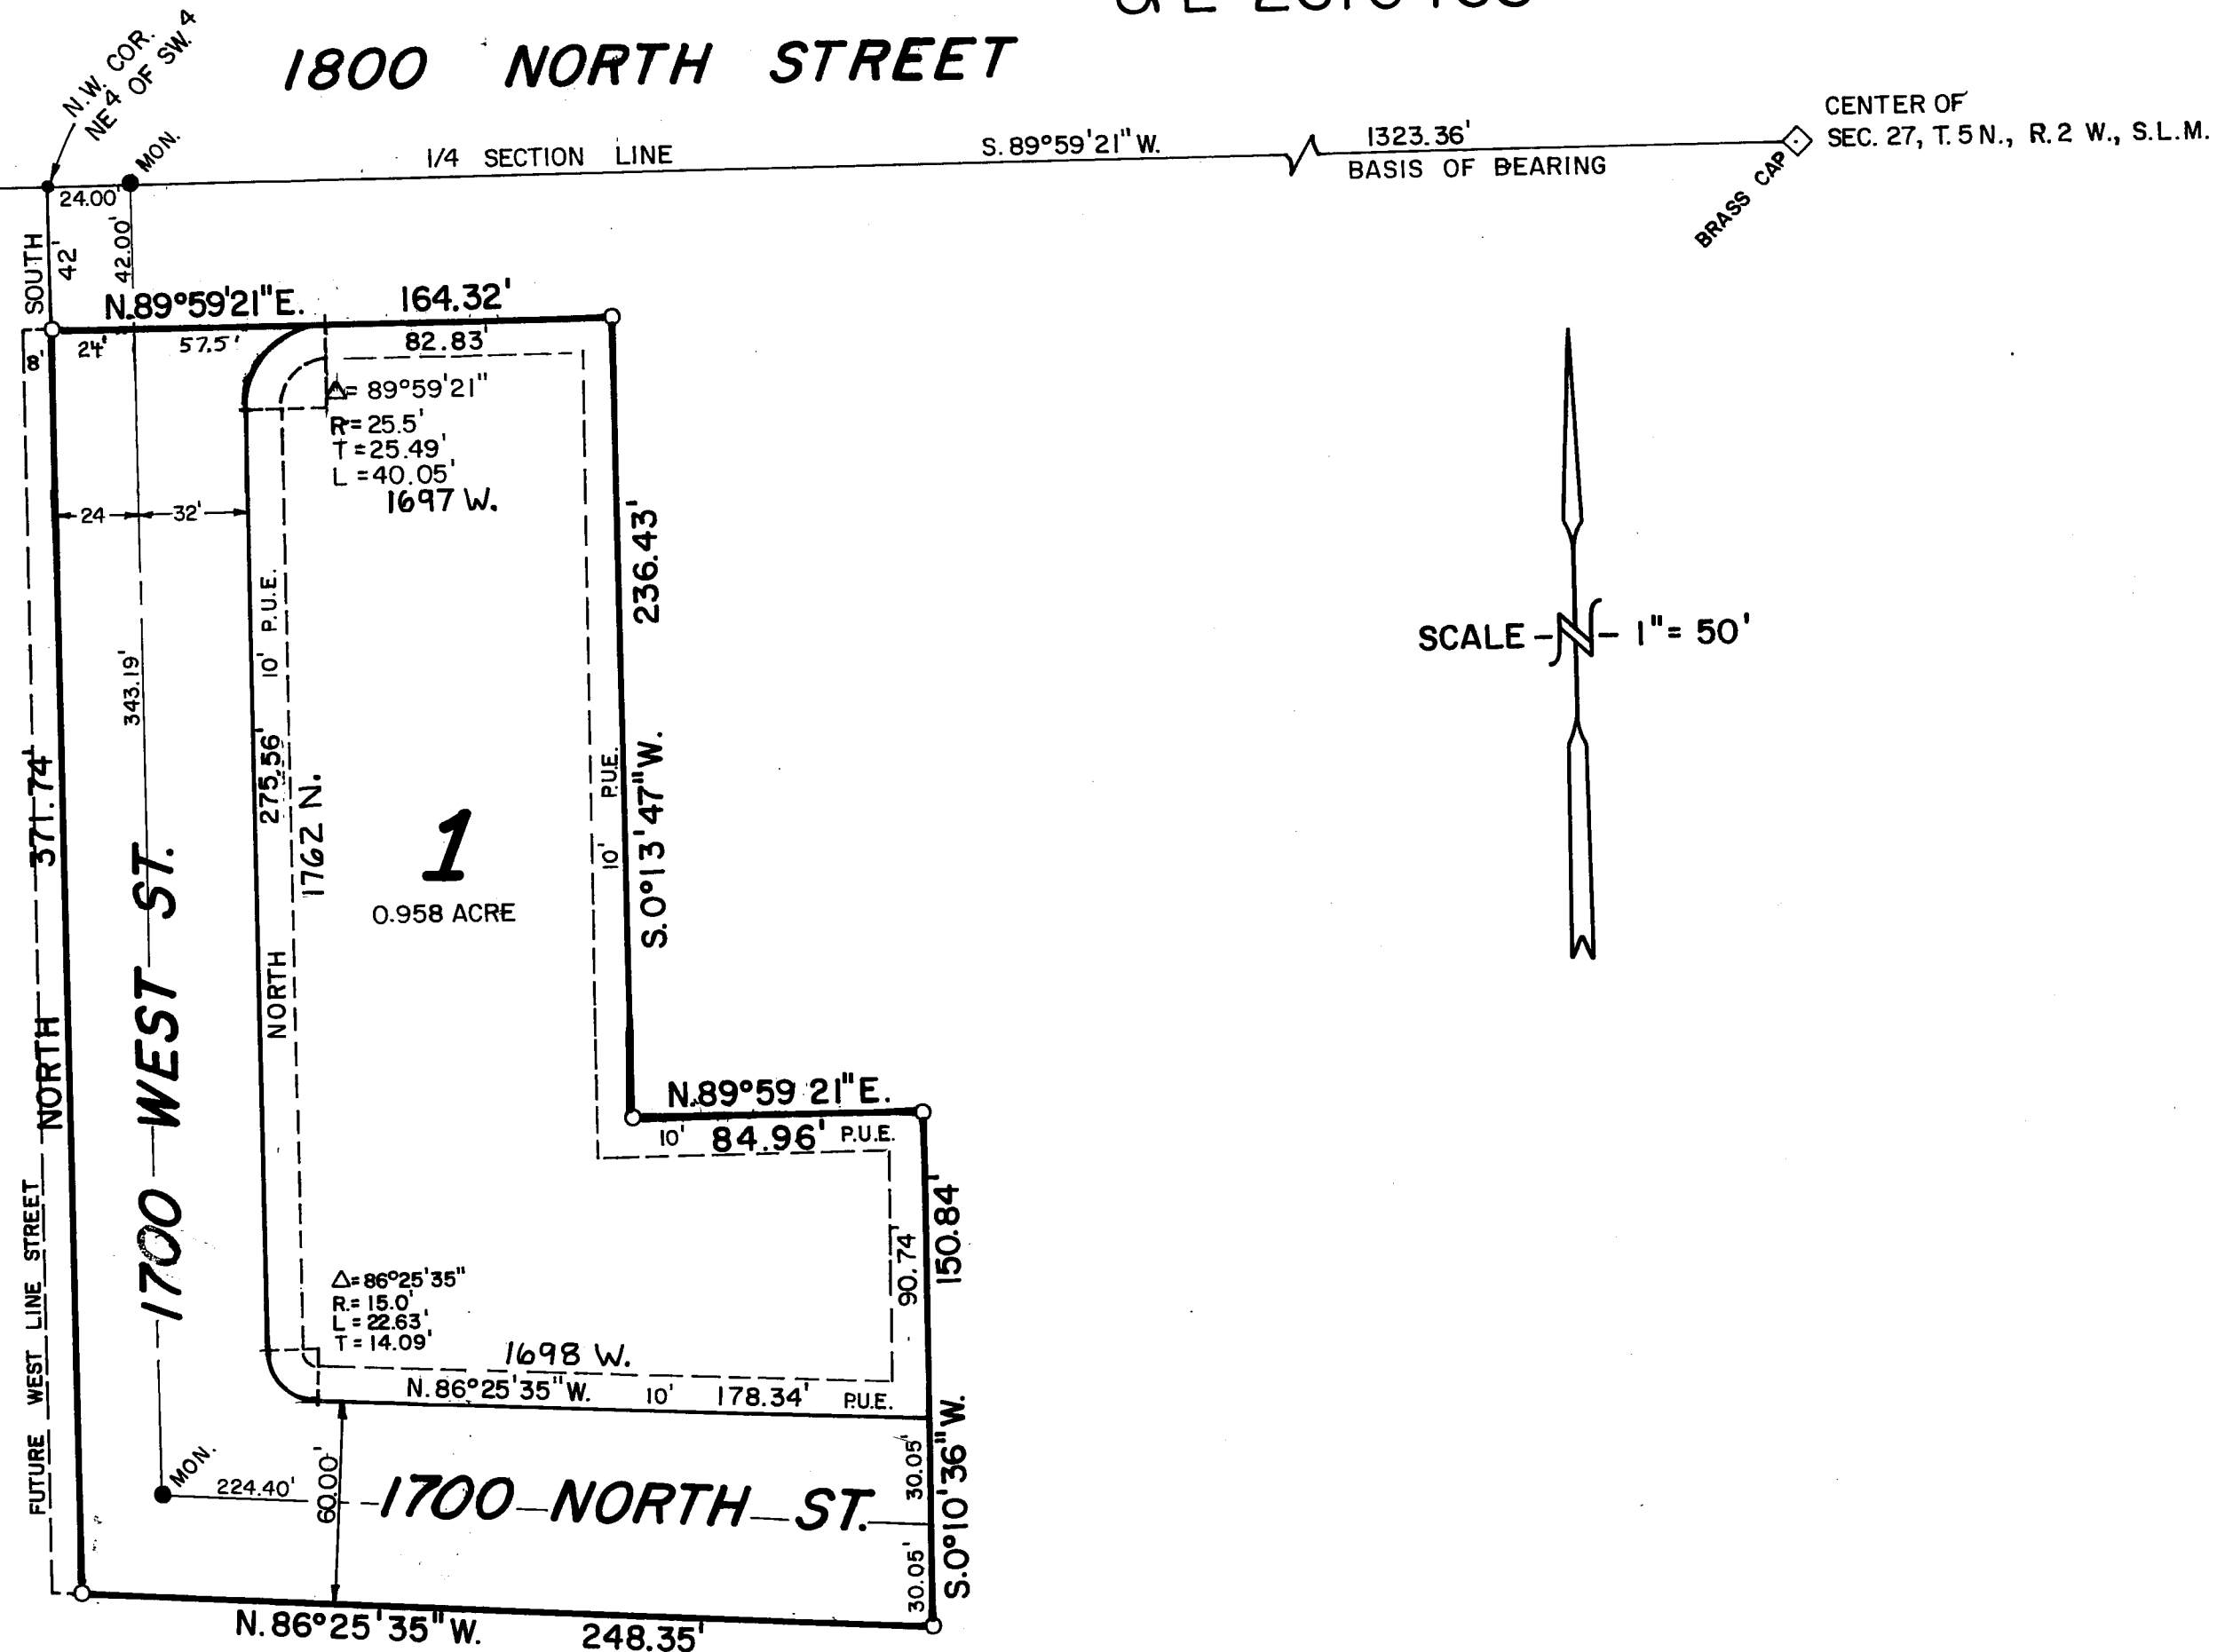 1800 NORTH STREET
N.W. COR.
NE 4 OF SW. 4
MON.
1/4 SECTION LINE
S. 89°59'21" W.
1323.36'
BASIS OF BEARING
CENTER OF
SEC. 27, T. 5 N., R. 2 W., S.L.M.
BRASS CAP
24.00'
SOUTH
42'
42.00'
N.89°59'21"E.
164.32'
8'
24'
57.5'
82.83'
Δ= 89°59'21"
R= 25.5'
T = 25.49'
L = 40.05'
1697 W.
24
32'
236.43'
S.0°13'47"W.
10' P.U.E.
10' P.U.E.
343.19'
275.56'
NORTH
1762 N.
1
0.958 ACRE
SCALE - N - 1" = 50'
371.74'
NORTH
1700 WEST ST.
FUTURE WEST LINE STREET
N.89°59 21"E.
10' 84.96' P.U.E.
150.84'
90.74'
Δ= 86°25'35"
R.= 15.0'
L = 22.63'
T = 14.09'
1698 W.
N. 86°25'35" W. 10' 178.34' P.U.E.
S.0°10'36"W.
30.05'
30.05'
MON.
224.40'
60.00'
1700 NORTH ST.
N. 86°25'35" W.
248.35'